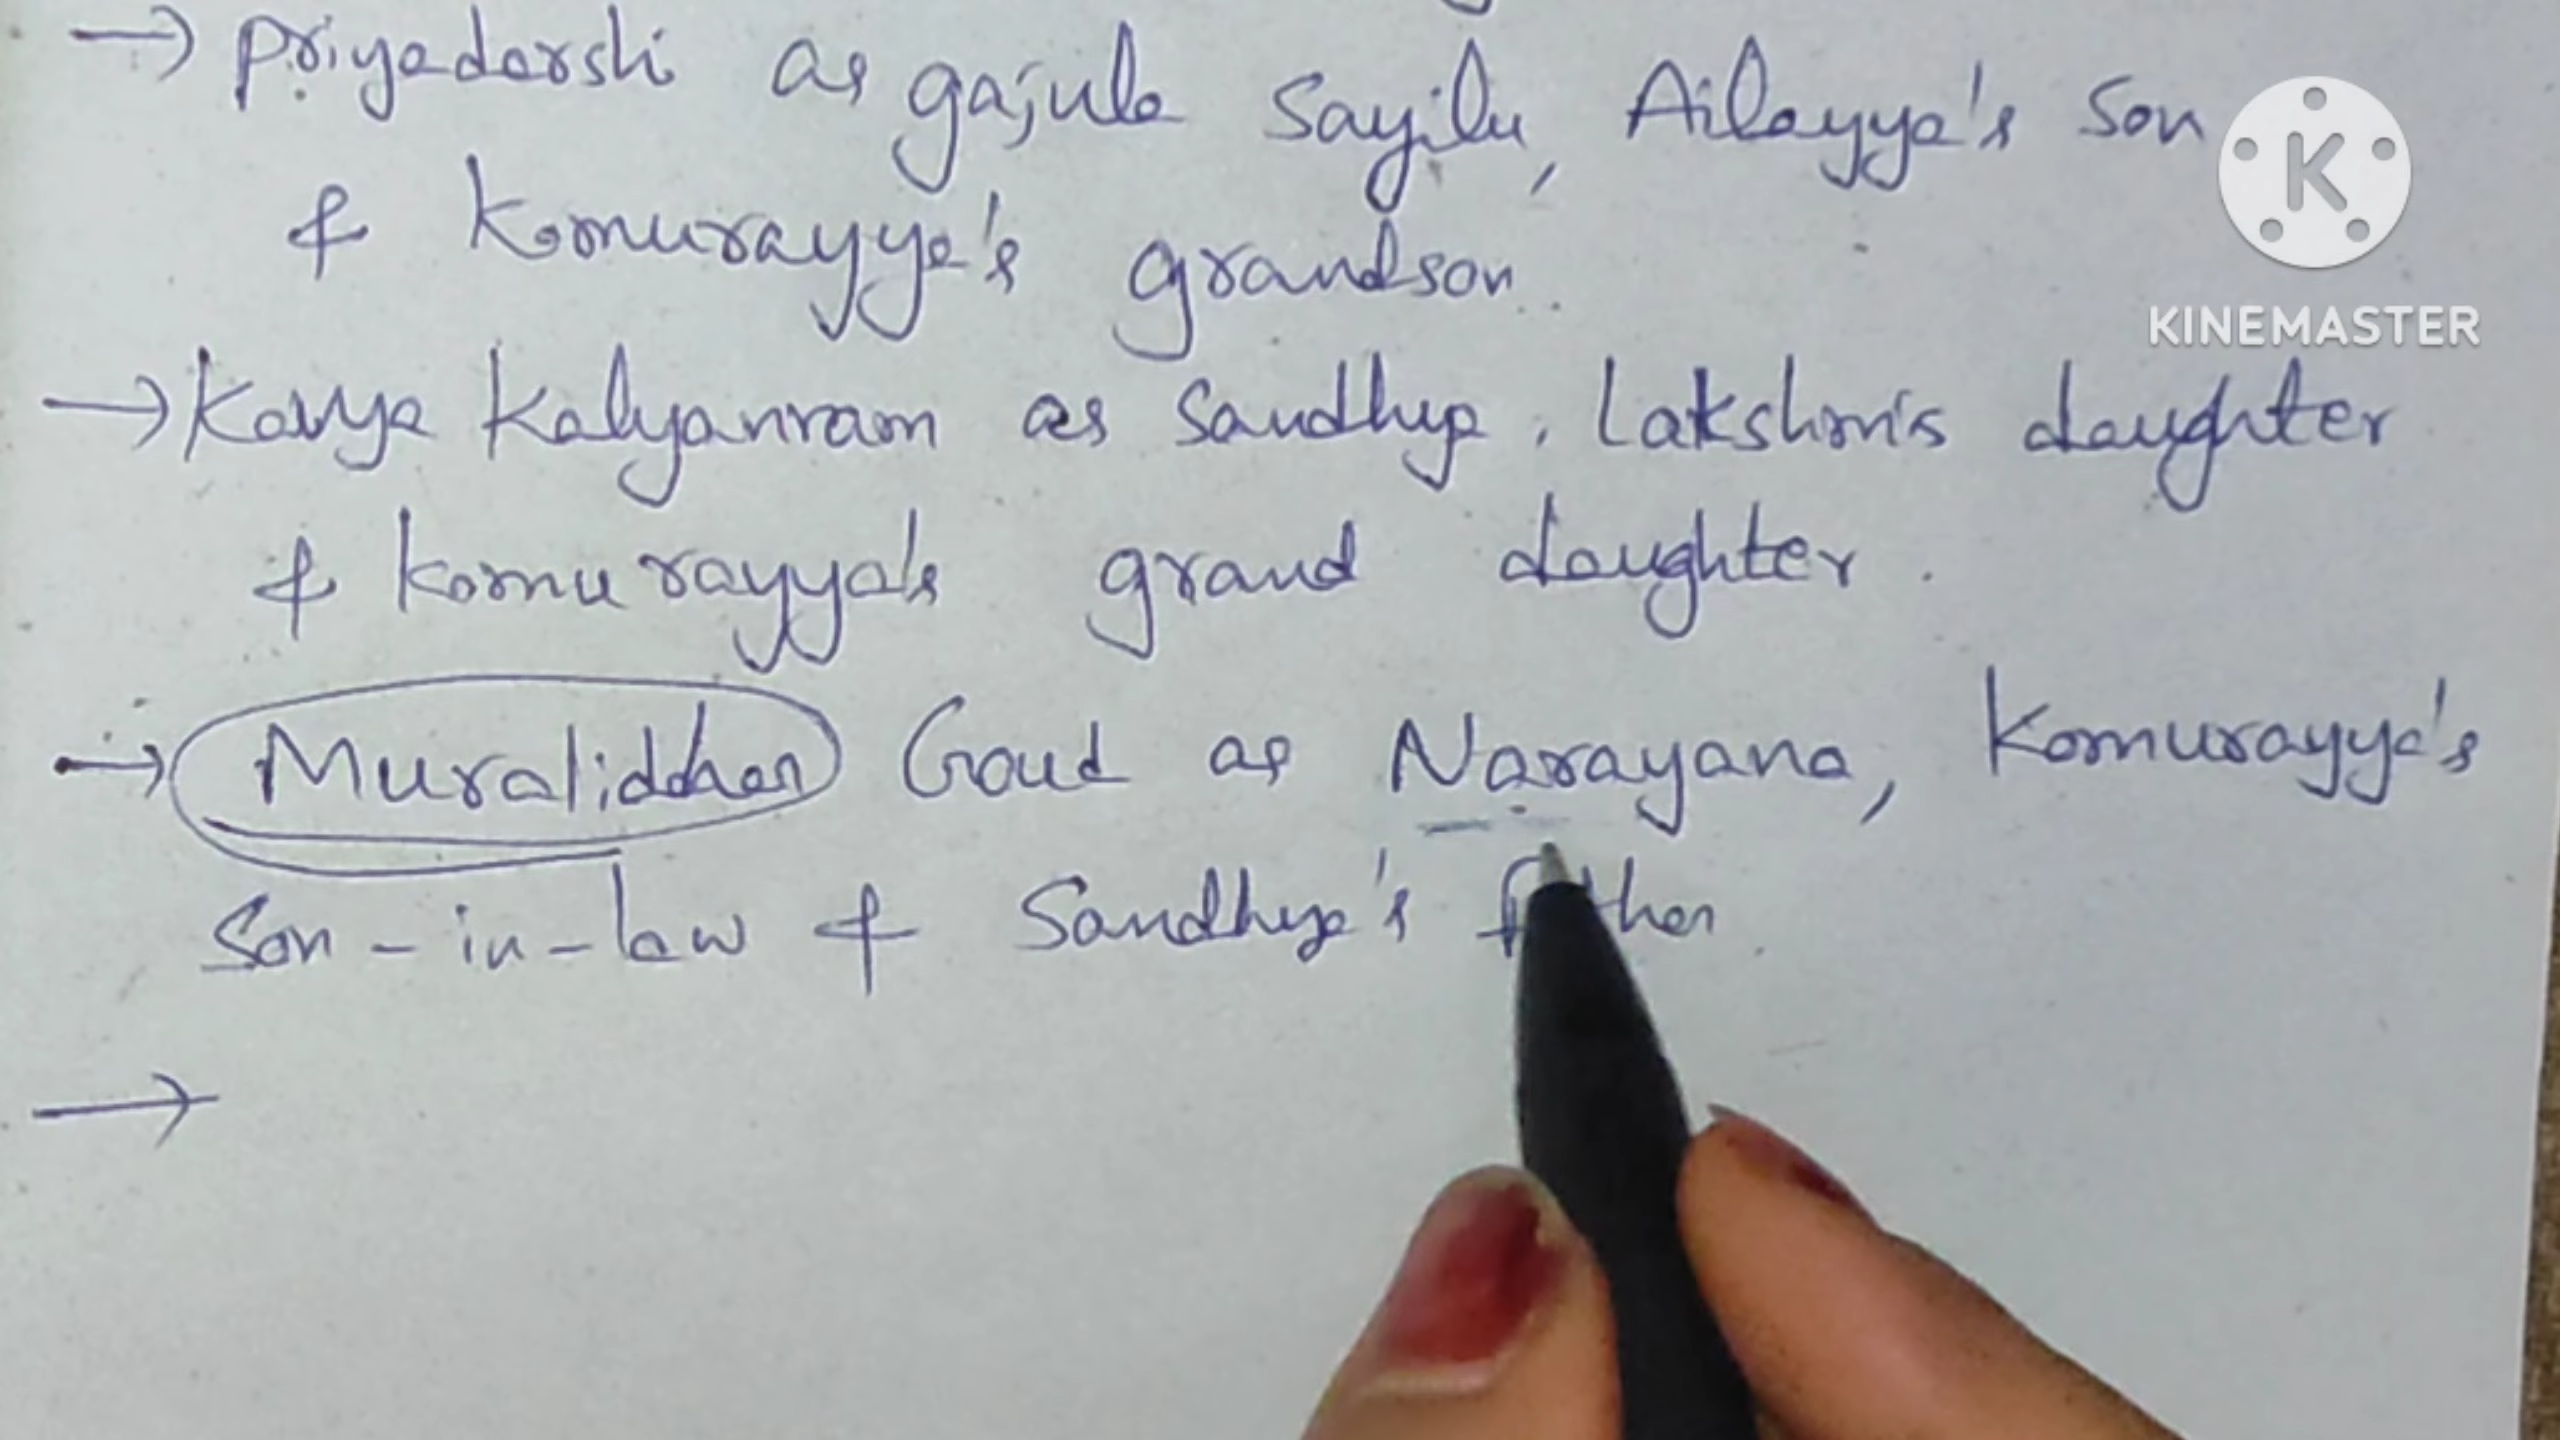 → Priyadarshi as gajula Sayilu, Ailayya's Son
& Komurayya's grandson.
→ Kavya Kalyanram as Sandhya, Lakshmi's daughter
& Komurayya's grand daughter.
→ Muraliddhar Goud as Narayana, Komurayya's
Son-in-law & Sandhya's father.
→
K
KINEMASTER